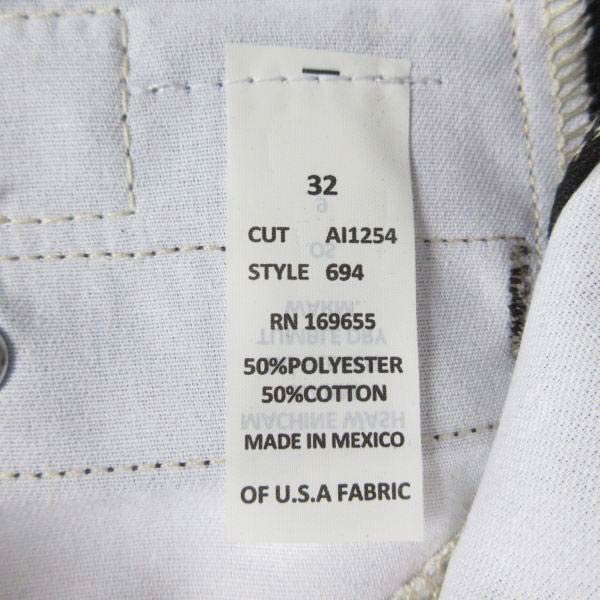 32
CUT AI1254
STYLE 694
RN 169655
50%POLYESTER
50%COTTON
MADE IN MEXICO
OF U.S.A FABRIC